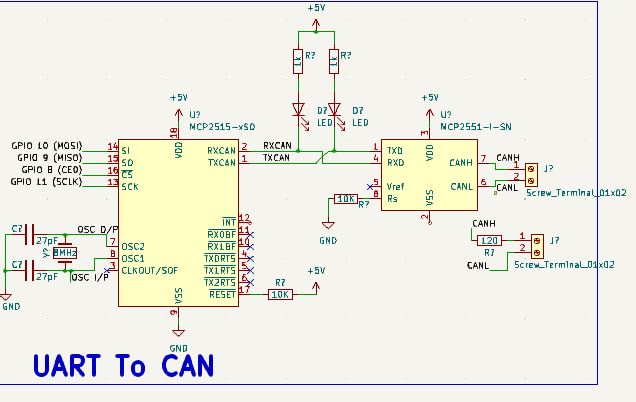 +5V
R?
R?
1k
1k
+5V
U?
MCP2515-xSO
D?
LED
D?
LED
+5V
U?
MCP2551-I-SN
18
VDD
3
VDD
GPIO 10 (MOSI)
14
SI
RXCAN
2
RXCAN
1
TXD
GPIO 9 (MISO)
15
SO
TXCAN
1
TXCAN
4
RXD
CANH
7
CANH
1
J?
GPIO 8 (CE0)
16
CS
2
GPIO 11 (SCLK)
13
SCK
5
Vref
CANL
6
CANL
Screw_Terminal_01x02
10K
R?
8
Rs
VSS
2
GND
INT
12
C?
27pF
OSC O/P
RX0BF
11
CANH
7
OSC2
RX1BF
10
120
R?
1
2
J?
Y?
8MHz
8
OSC1
TX0RTS
4
CANL
Screw_Terminal_01x02
C?
27pF
OSC I/P
3
CLKOUT/SOF
TX1RTS
5
TX2RTS
6
R?
+5V
RESET
17
10K
GND
VSS
9
GND
UART To CAN